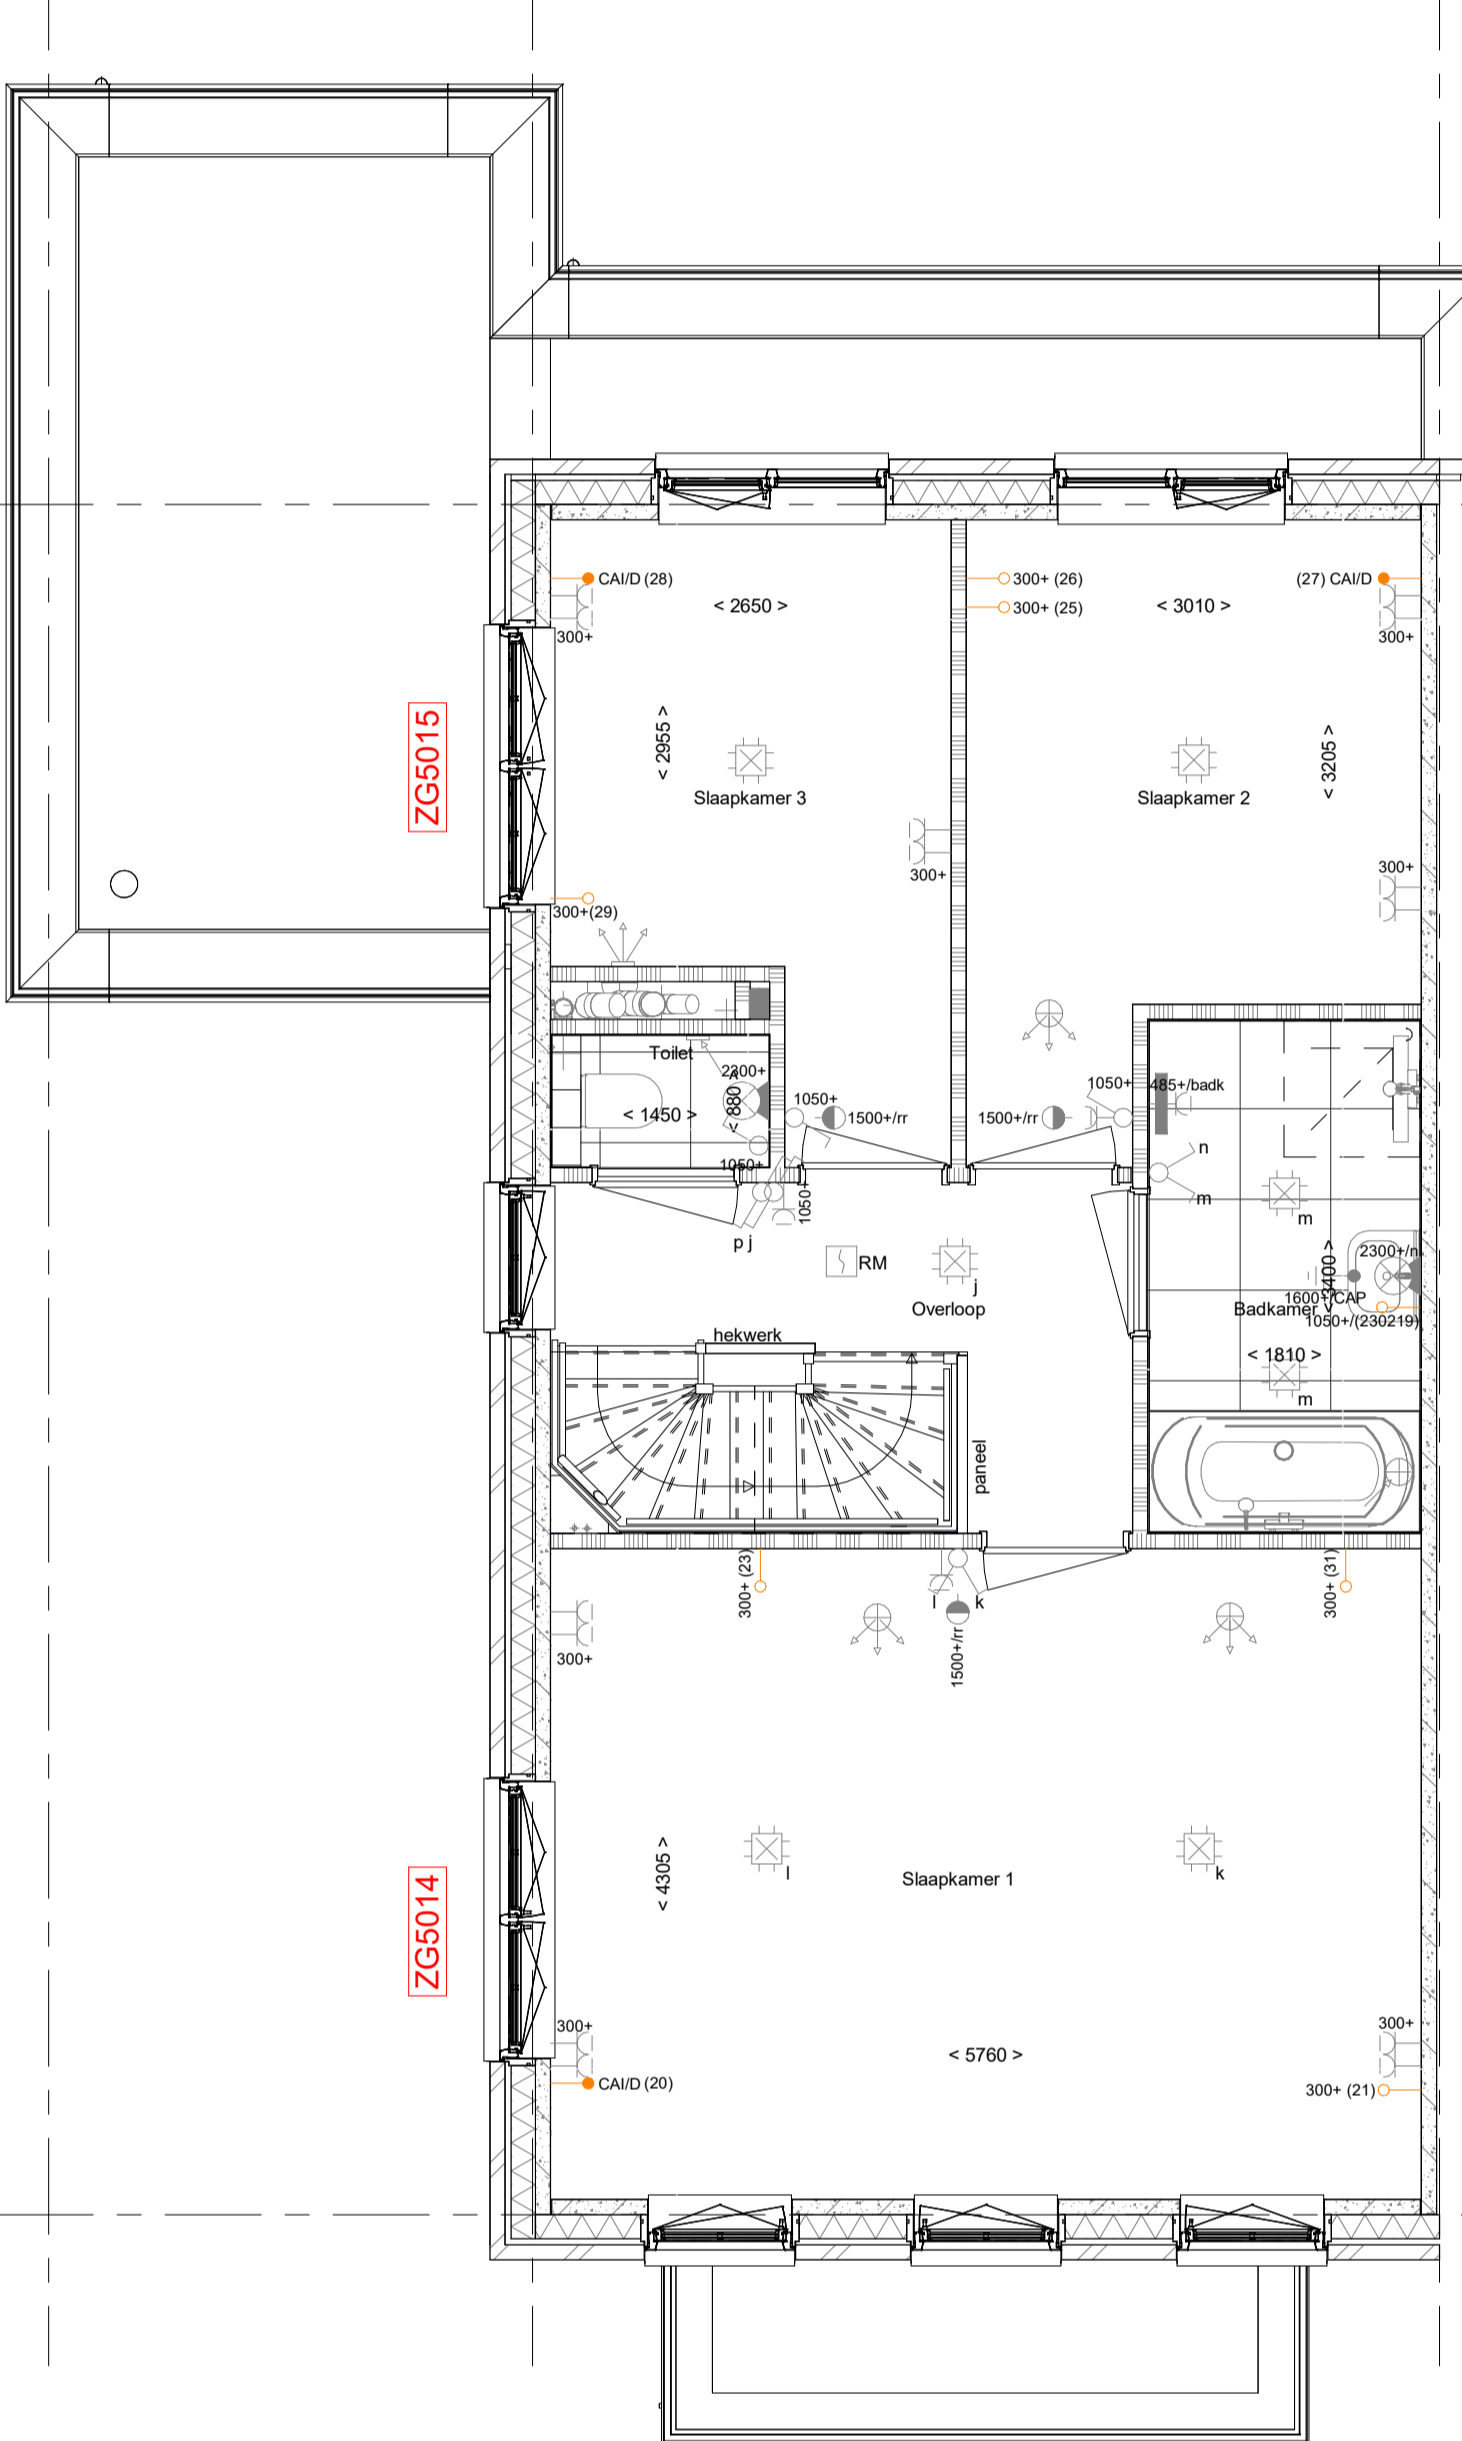 CAI/D (28)
300+ (26)
(27) CAI/D
< 2650 >
300+ (25)
< 3010 >
300+
300+
ZG5015
< 2955 >
< 3205 >
Slaapkamer 3
Slaapkamer 2
300+
300+
300+(29)
Toilet
2300+
< 880 >
< 1450 >
1050+
1050+
1500+/rr
1050+
1500+/rr
485+/badk
n
m
m
1050+
p j
RM
j
Overloop
2300+/n
< 3400 >
1600+/CAP
Badkamer
1050+/(230219)
hekwerk
< 1810 >
m
paneel
300+ (23)
l
k
1500+/rr
300+ (31)
300+
l
k
< 4305 >
Slaapkamer 1
ZG5014
300+
300+
< 5760 >
CAI/D (20)
300+ (21)